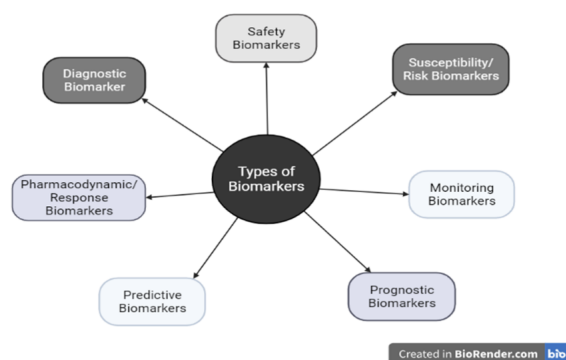 Safety
Biomarkers
Diagnostic
Biomarker
Susceptibility/
Risk Biomarkers
Types of
Biomarkers
Pharmacodynamic/
Response
Biomarkers
Monitoring
Biomarkers
Predictive
Biomarkers
Prognostic
Biomarkers
Created in BioRender.com bio